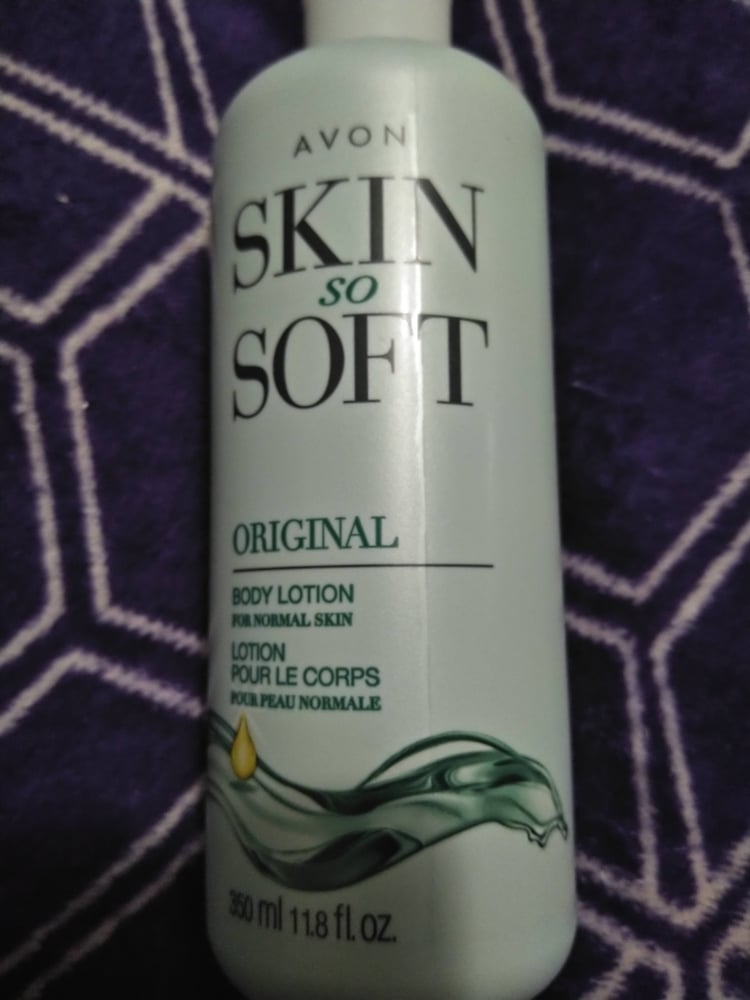 AVON
SKIN
so
SOFT
ORIGINAL
BODY LOTION
FOR NORMAL SKIN
LOTION
POUR LE CORPS
POUR PEAU NORMALE
350 ml 11.8 fl. oz.